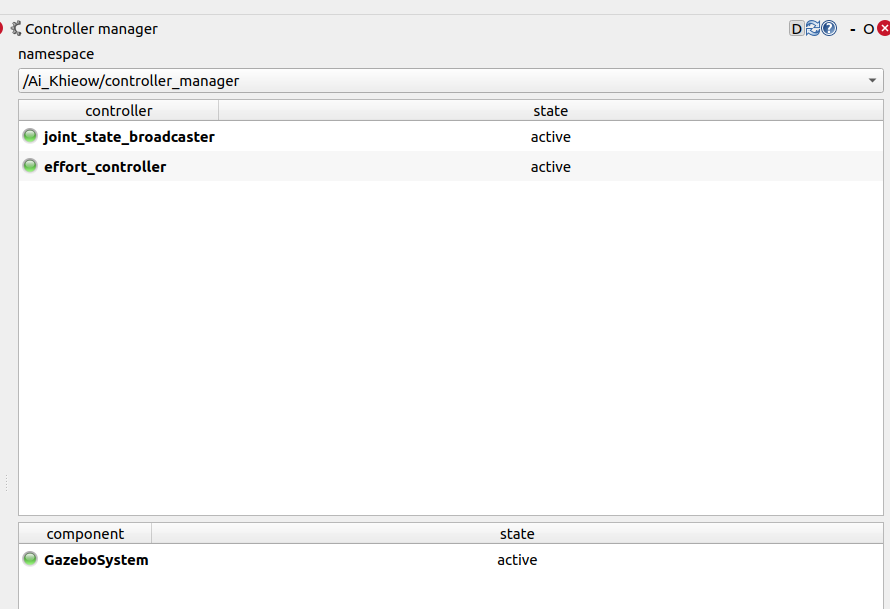 Controller manager D ? - O
namespace
/Ai_Khieow/controller_manager
controller state
joint_state_broadcaster active
effort_controller active
component state
GazeboSystem active